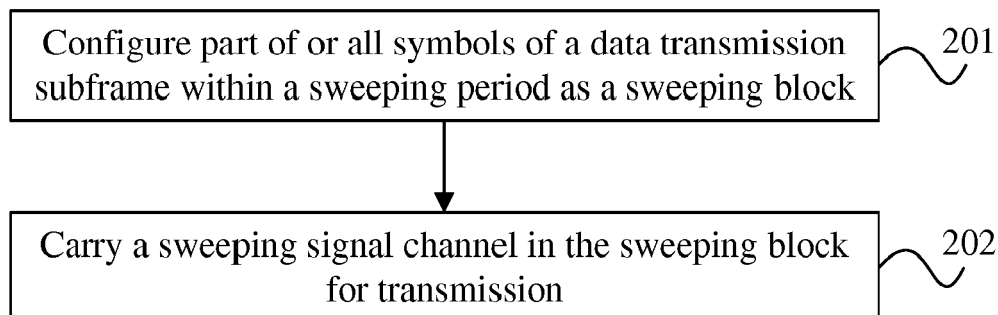 Configure part of or all symbols of a data transmission
subframe within a sweeping period as a sweeping block
201
Carry a sweeping signal channel in the sweeping block
for transmission
202